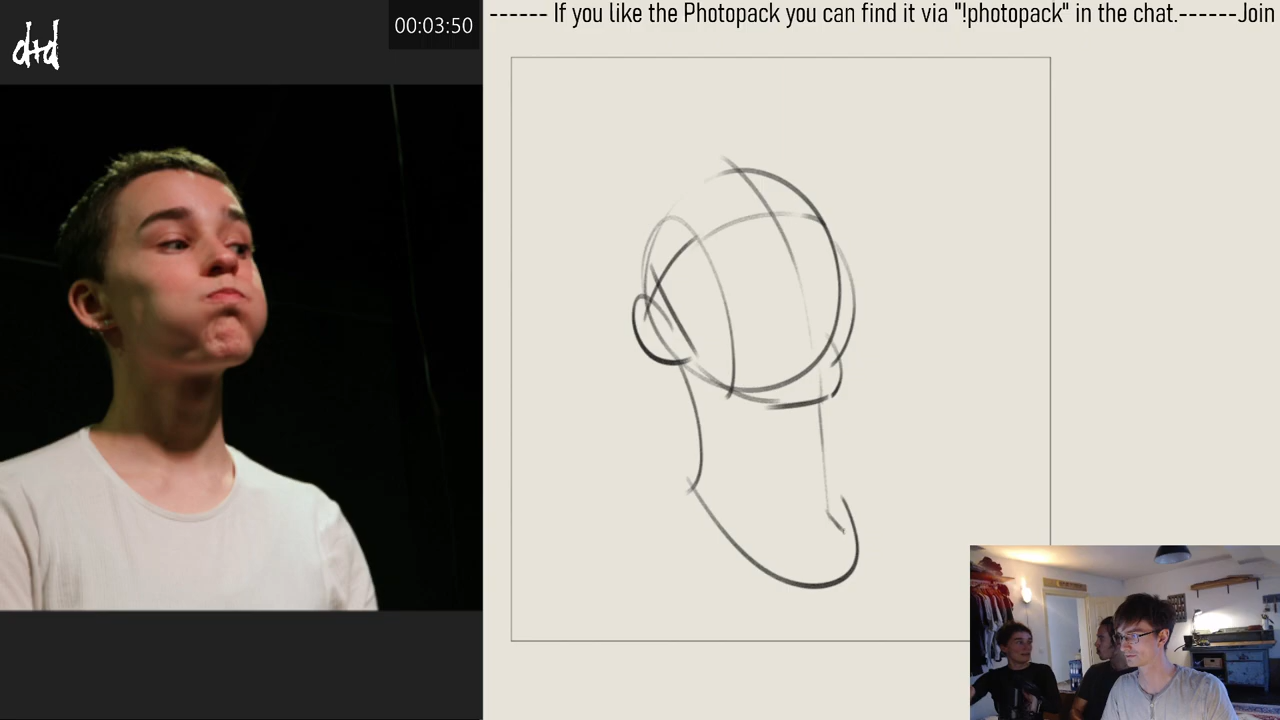 ------ If you like the Photopack you can find it via "!photopack" in the chat.------Join
00:03:50
d+d